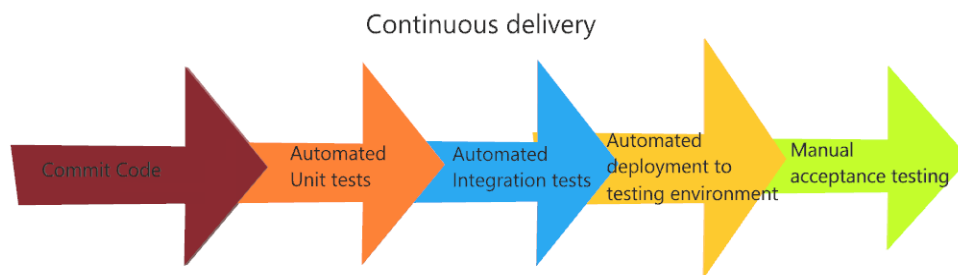 Continuous delivery
Commit Code
Automated
Unit tests
Automated
Integration tests
Automated
deployment to
testing environment
Manual
acceptance testing